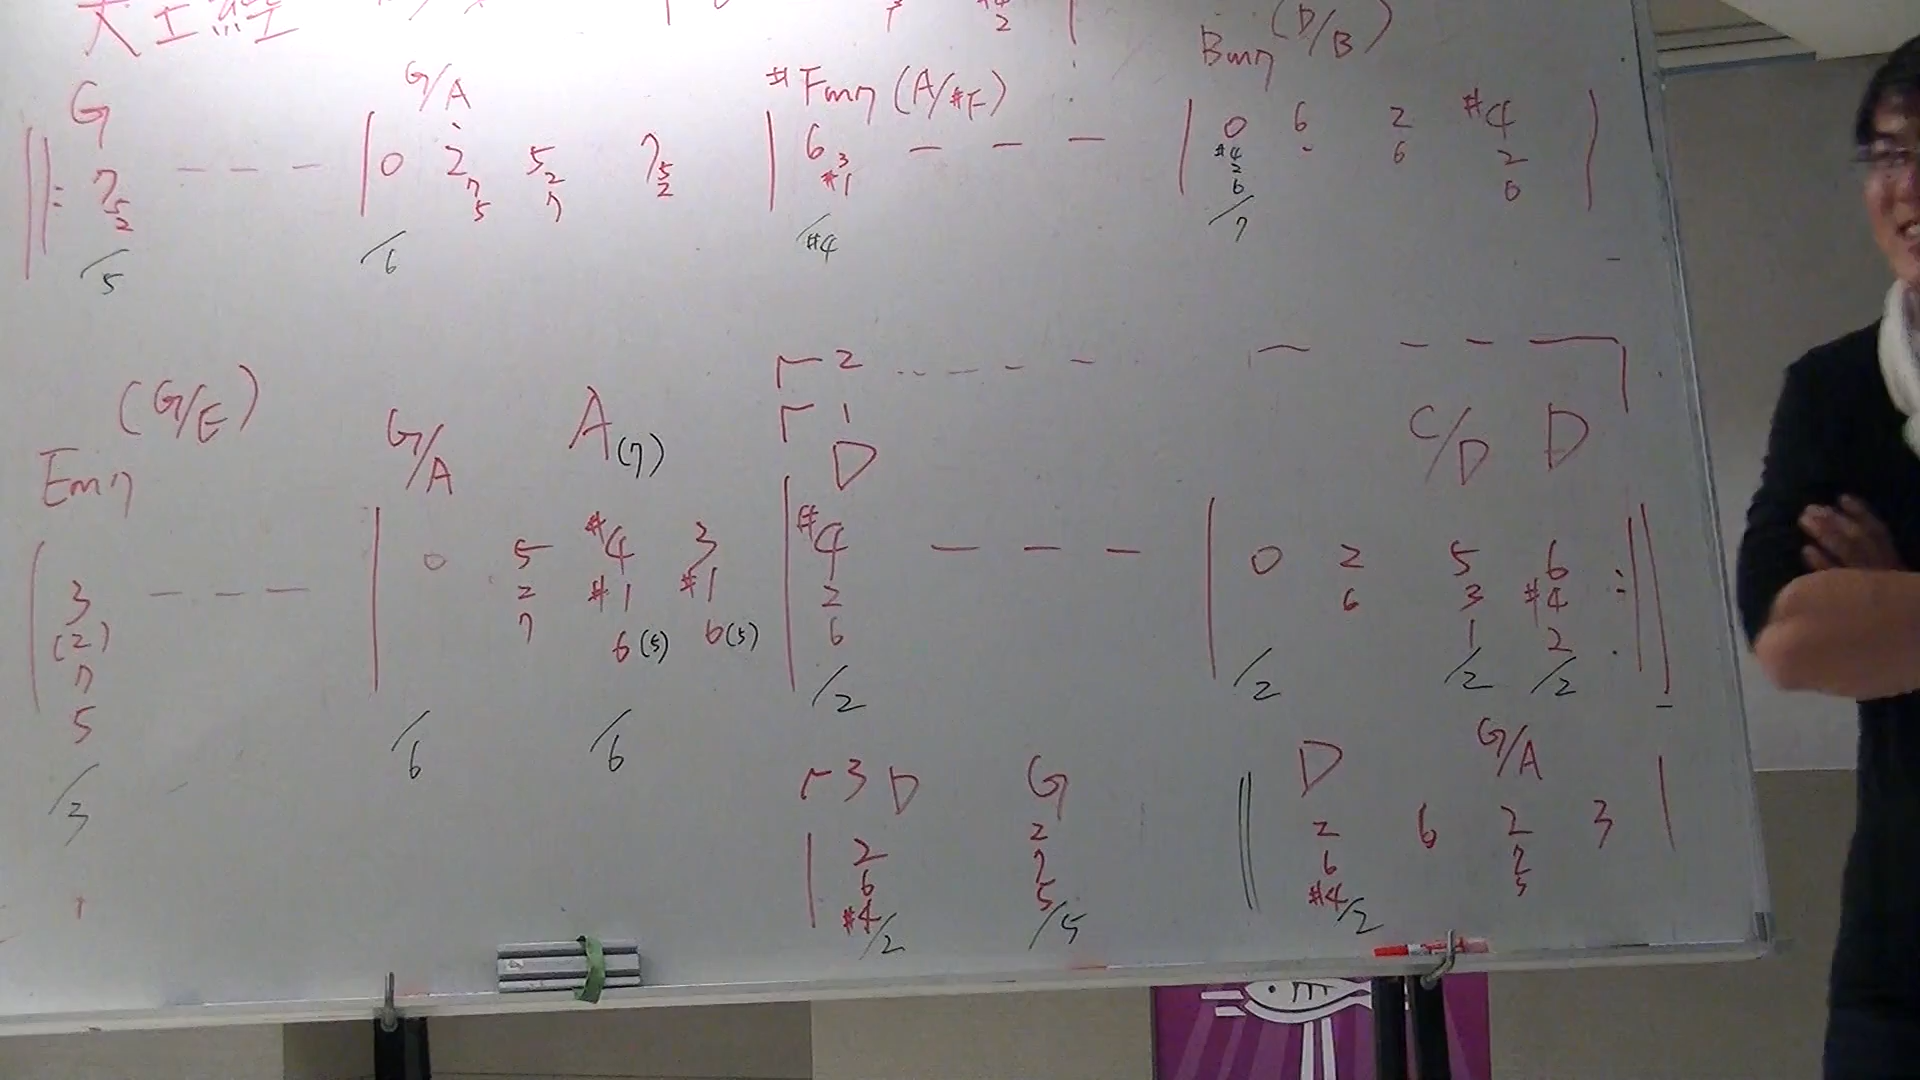 G G/A #Fm7 (A/#F) Bm7 (D/B)
‖: 7 5 2 - - - | 0 2̇ 7 5 5 2 7 7 5 2 | 6 3 #1 - - - | 0 #4 2 6 6 - 2 6 #4 2 6 |
/5 /6 /#4 /7
┌ 2 - - - - - - - - ┐
Em7 (G/E) G/A A(7) ┌ 1 D C/D D
| 3 (2) 7 5 - - - | 0 5 2 7 #4 #1 6(5) 3 #1 6(5) | #4 2 6 - - - | 0 2 6 5 3 1 6 #4 2 :‖
/3 /6 /6 /2 /2 /2 /2
┌ 3 D G D G/A
| 2 6 #4 2 7 5 ‖ 2 6 #4 6 2 7 5 3 |
/2 /5 /2